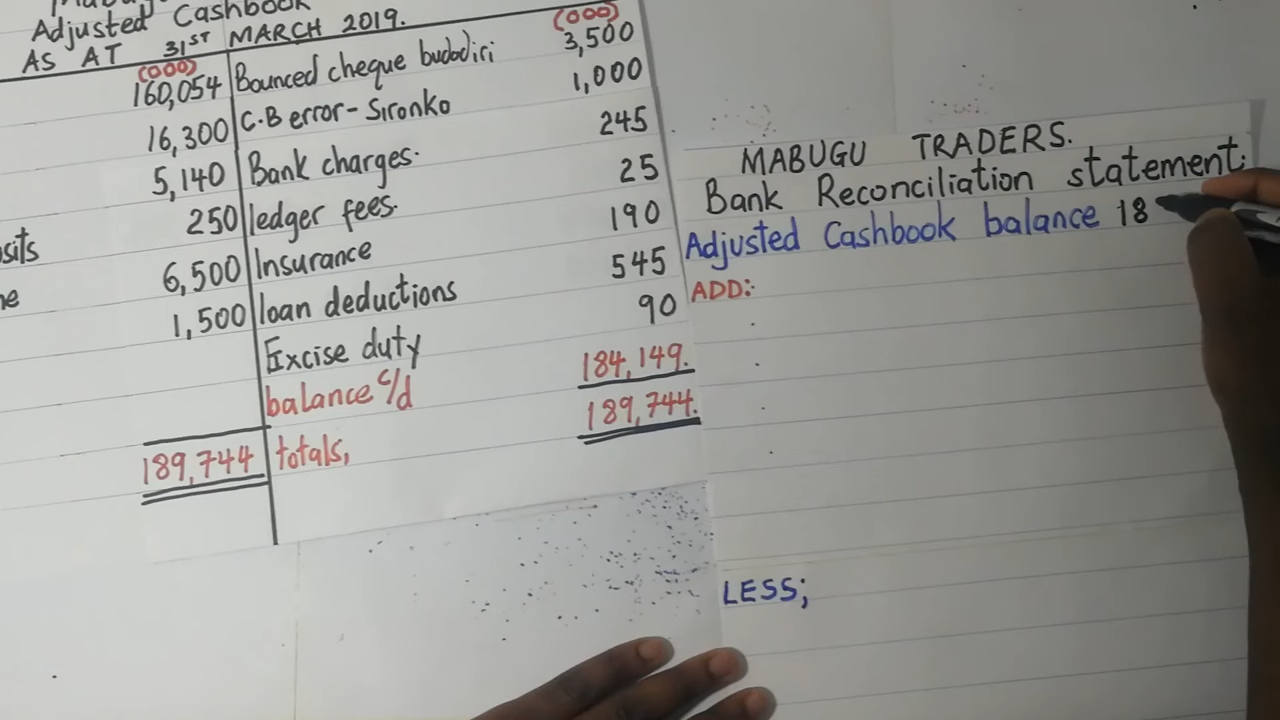 Adjusted Cashbook
AS AT 31ST MARCH 2019.
(000) (000)
160,054 Bounced cheque budadiri 3,500
16,300 C.B error - Sironko 1,000
5,140 Bank charges. 245
250 ledger fees. 25
6,500 Insurance 190
1,500 loan deductions 545
Excise duty 90
balance c/d 184,149.
189,744 totals, 189,744.
MABUGU TRADERS.
Bank Reconciliation statement.
Adjusted Cashbook balance 18
ADD:
LESS;